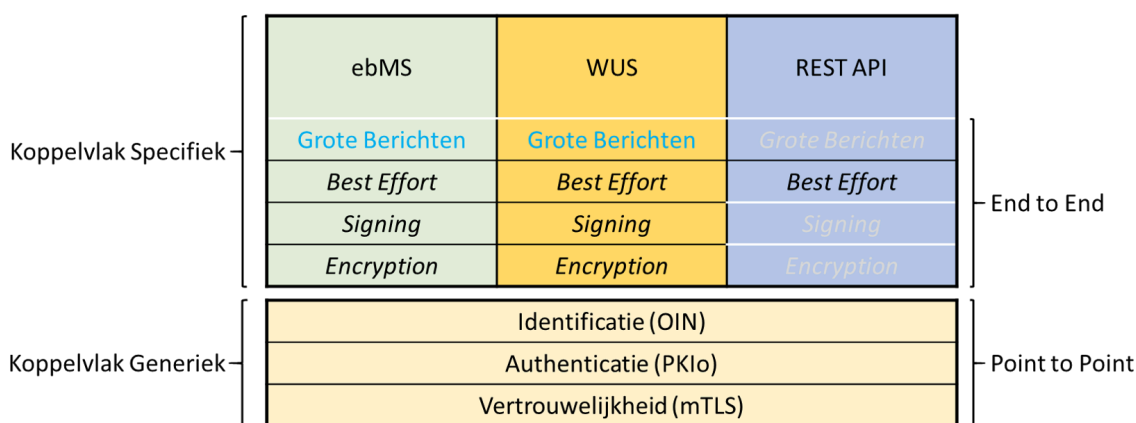 ebMS WUS REST API
Koppelvlak Specifiek
Grote Berichten Grote Berichten Grote Berichten
Best Effort Best Effort Best Effort
Signing Signing Signing
Encryption Encryption Encryption
End to End
Identificatie (OIN)
Koppelvlak Generiek
Authenticatie (PKIo)
Point to Point
Vertrouwelijkheid (mTLS)